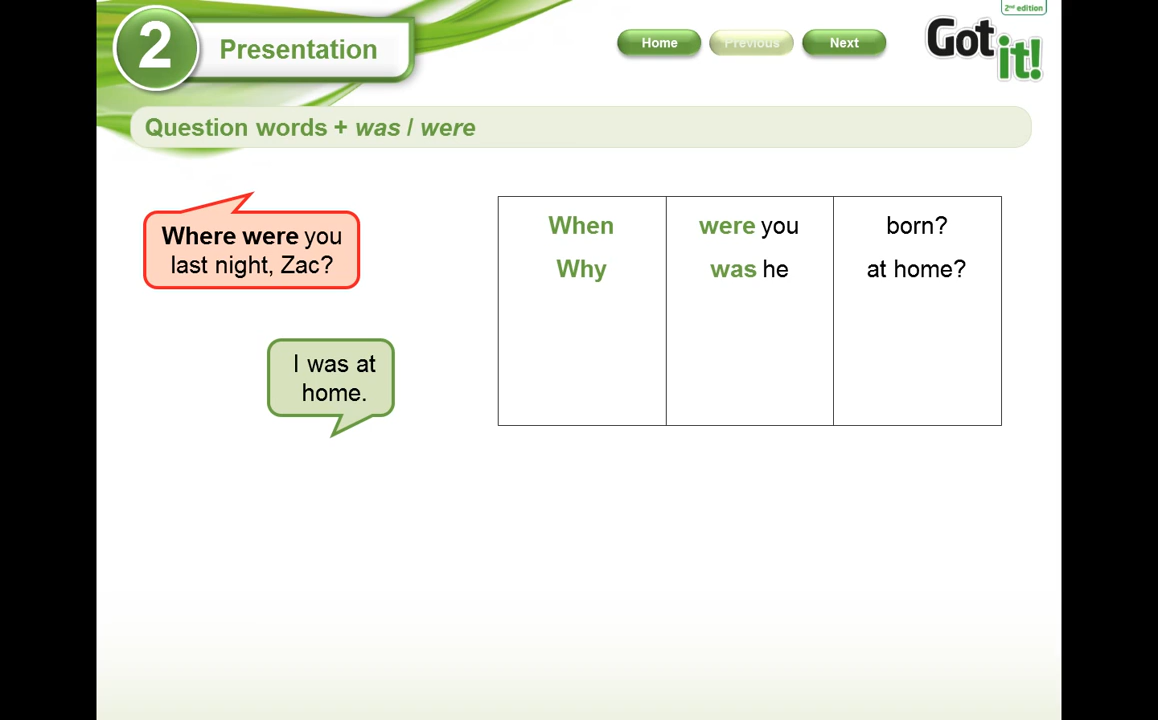 2 Presentation
Home Previous Next
2nd edition
Got it!
Question words + was / were
Where were you
last night, Zac?
I was at
home.
When were you born?
Why was he at home?